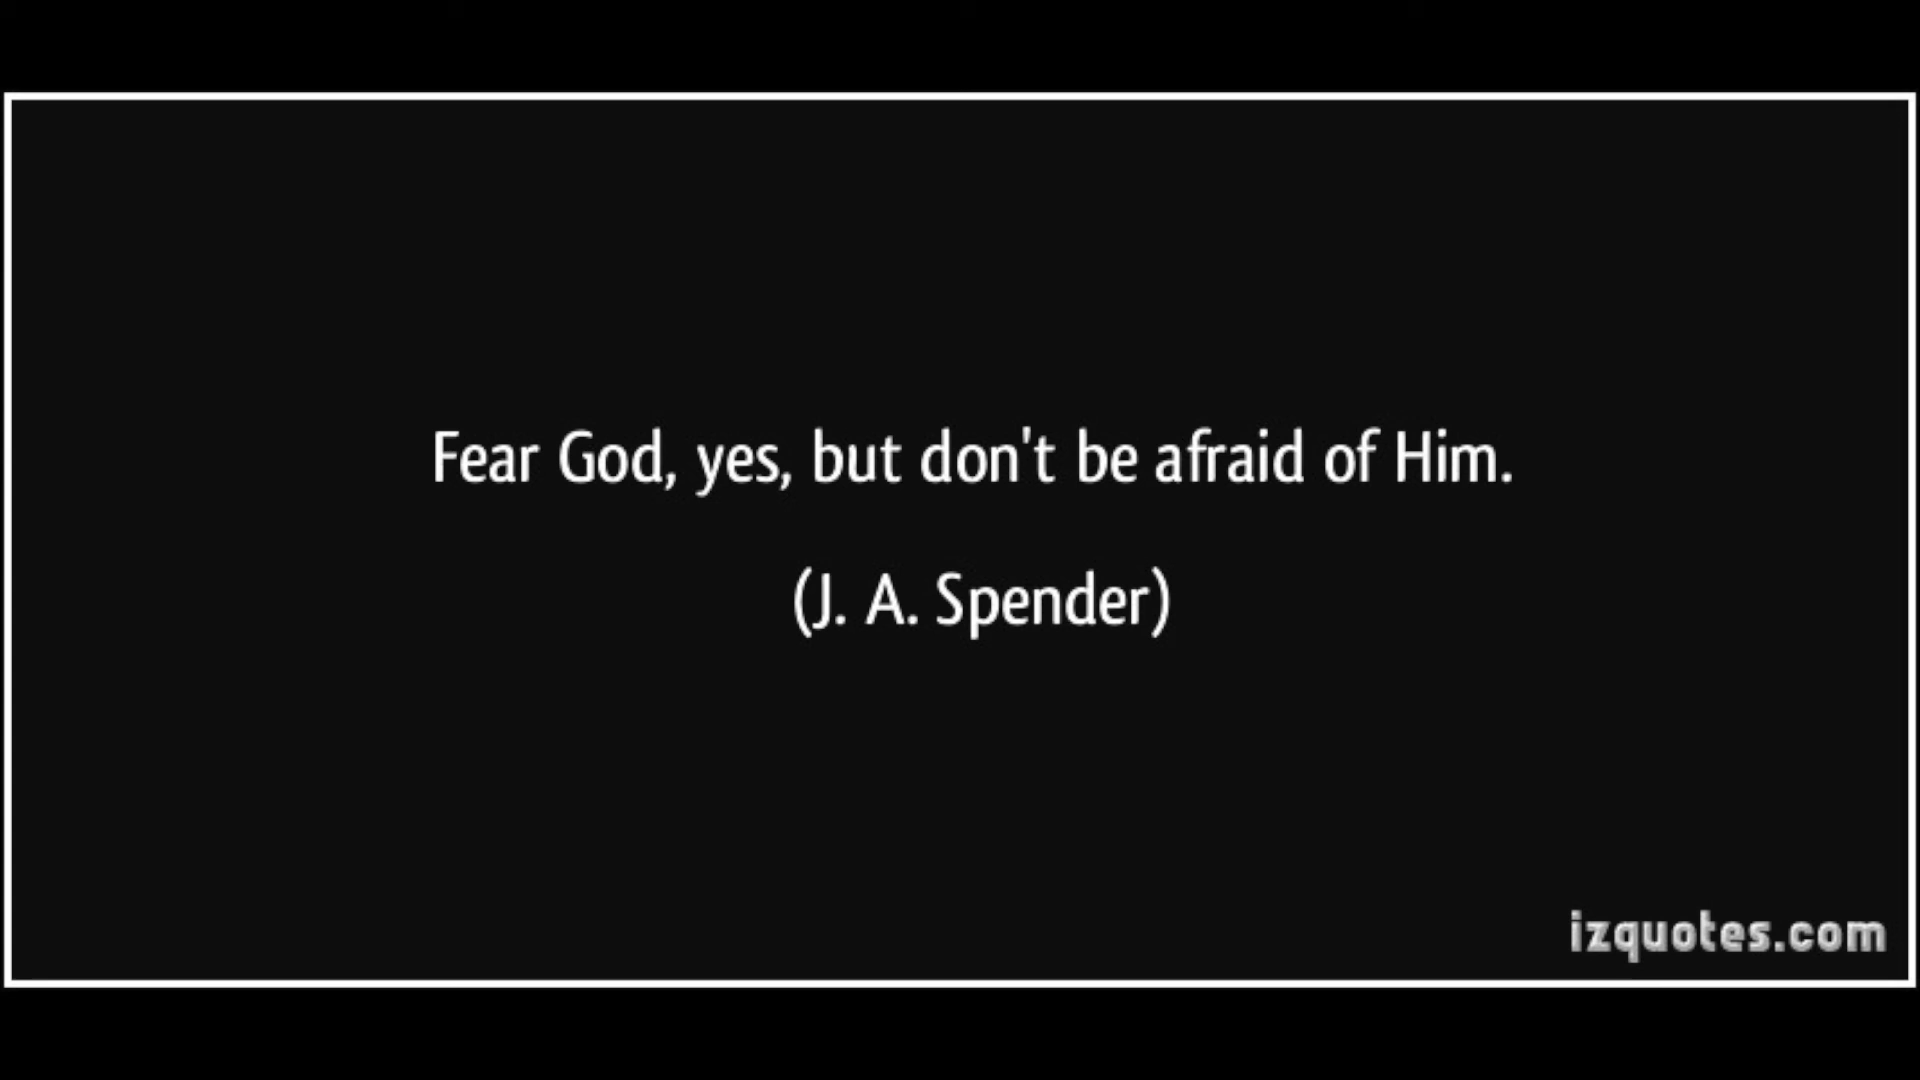 Fear God, yes, but don't be afraid of Him.
(J. A. Spender)
izquotes.com